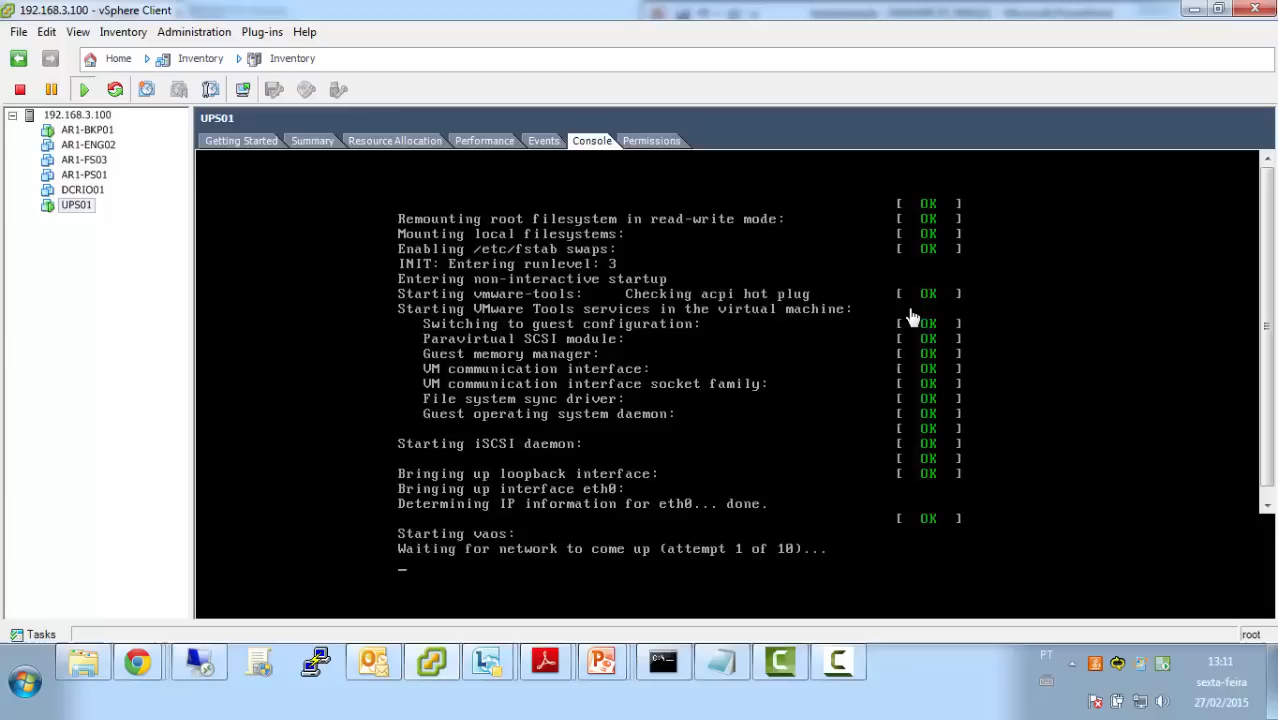 192.168.3.100 - vSphere Client
File Edit View Inventory Administration Plug-ins Help
Home Inventory Inventory
192.168.3.100
AR1-BKP01
AR1-ENG02
AR1-FS03
AR1-PS01
DCRIO01
UPS01
UPS01
Getting Started Summary Resource Allocation Performance Events Console Permissions
[ OK ]
Remounting root filesystem in read-write mode: [ OK ]
Mounting local filesystems: [ OK ]
Enabling /etc/fstab swaps: [ OK ]
INIT: Entering runlevel: 3
Entering non-interactive startup
Starting vmware-tools: Checking acpi hot plug [ OK ]
Starting VMware Tools services in the virtual machine:
Switching to guest configuration: [ OK ]
Paravirtual SCSI module: [ OK ]
Guest memory manager: [ OK ]
VM communication interface: [ OK ]
VM communication interface socket family: [ OK ]
File system sync driver: [ OK ]
Guest operating system daemon: [ OK ]
[ OK ]
Starting iSCSI daemon: [ OK ]
[ OK ]
Bringing up loopback interface: [ OK ]
Bringing up interface eth0:
Determining IP information for eth0... done.
[ OK ]
Starting vaos:
Waiting for network to come up (attempt 1 of 10)...
_
Tasks root
PT 13:11
sexta-feira
27/02/2015